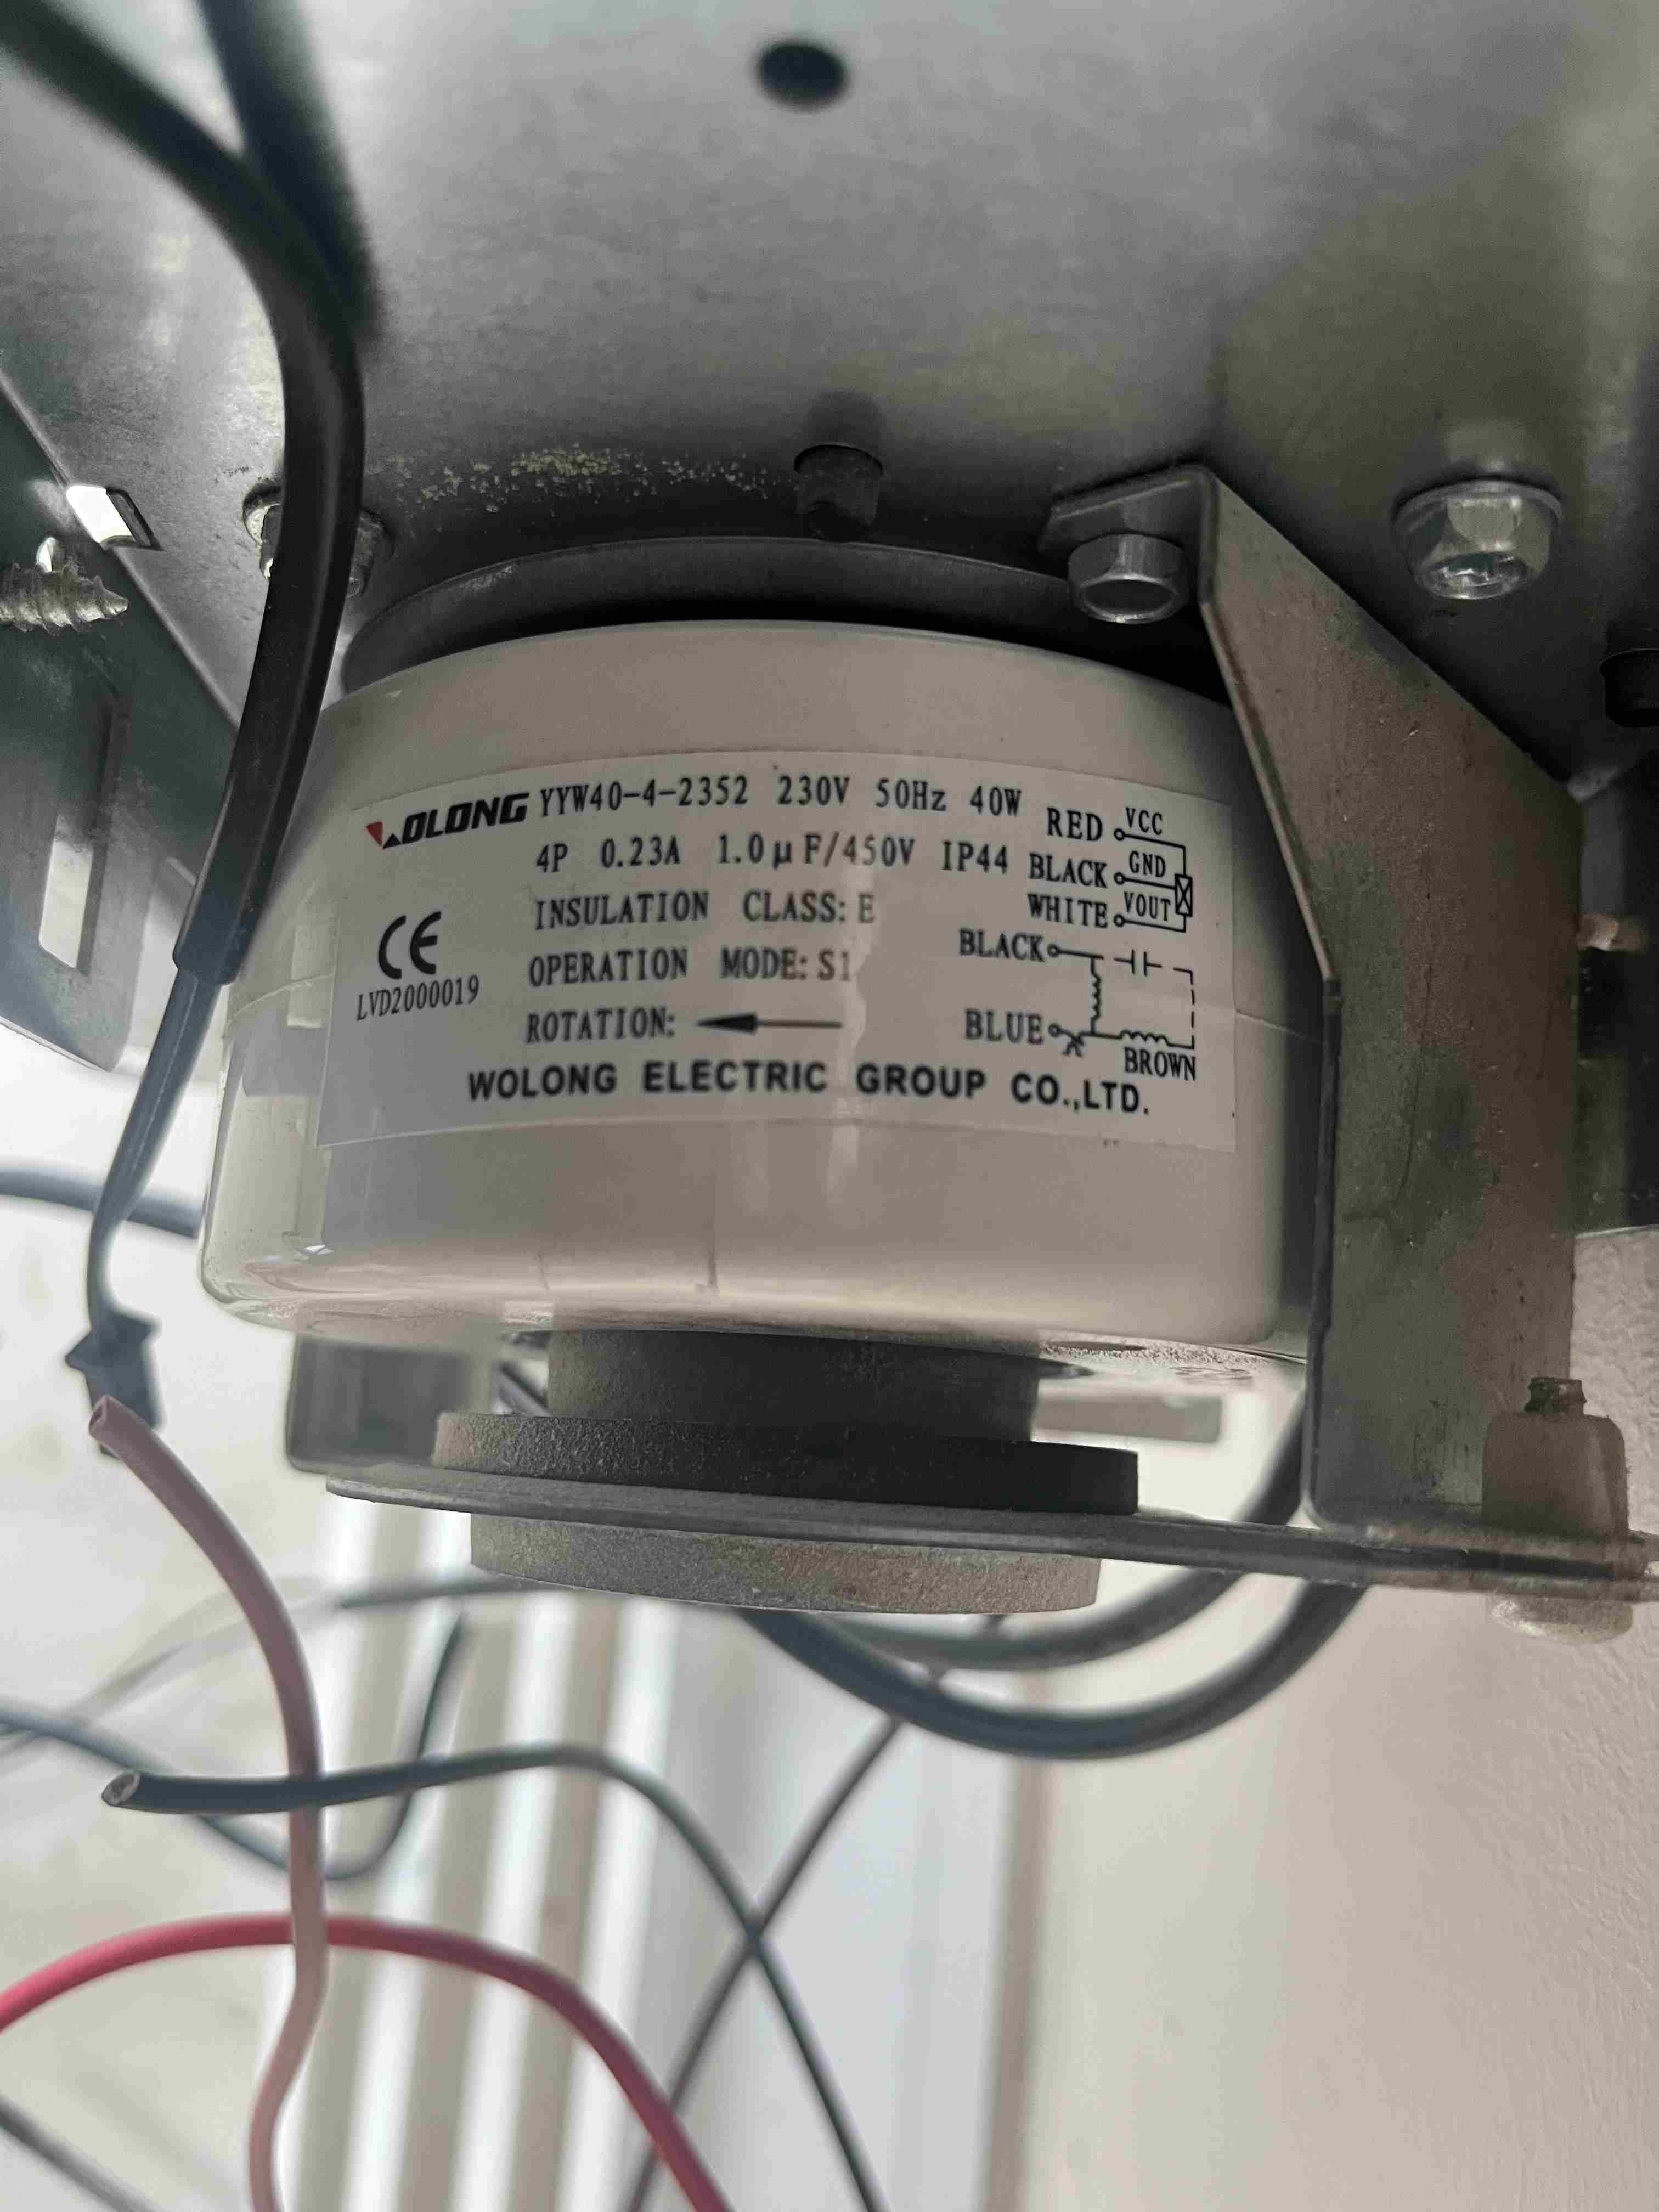 WOLONG YYW40-4-2352 230V 50Hz 40W
4P 0.23A 1.0μF/450V IP44
INSULATION CLASS: E
OPERATION MODE: S1
ROTATION:
CE
LVD2000019
RED VCC
BLACK GND
WHITE VOUT
BLACK
BLUE
BROWN
WOLONG ELECTRIC GROUP CO.,LTD.